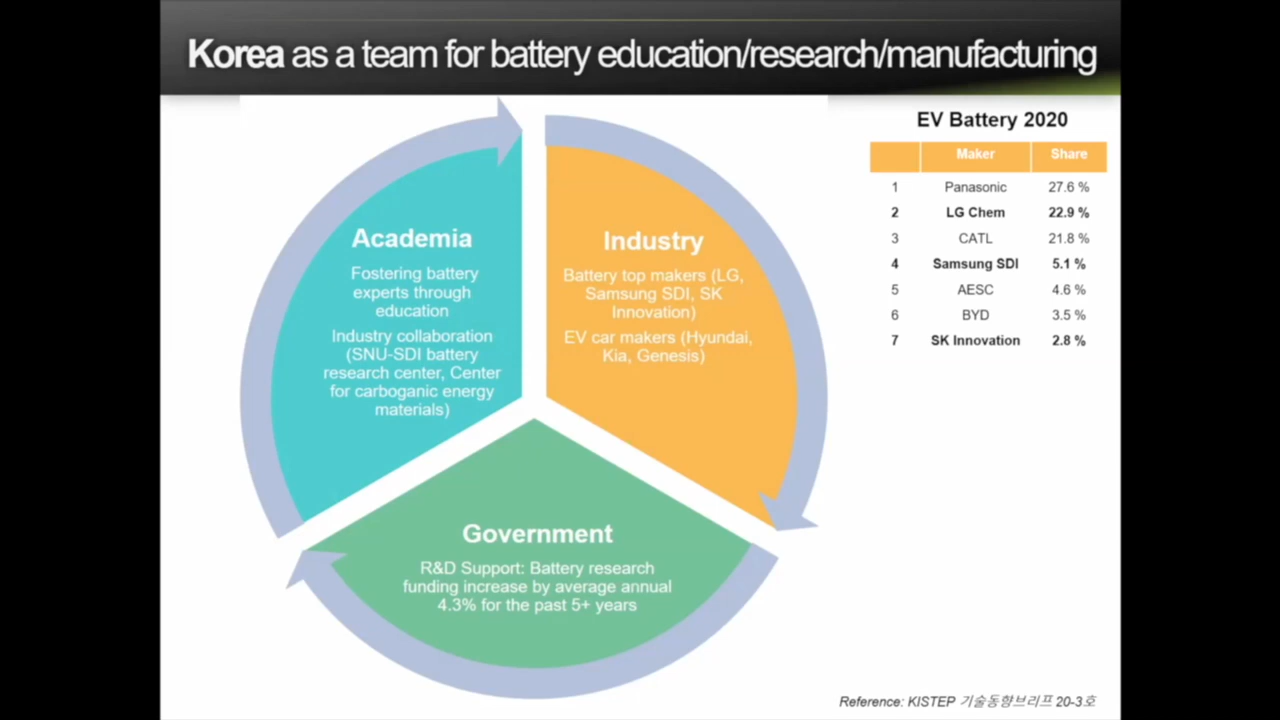 Korea as a team for battery education/research/manufacturing
Academia
Fostering battery
experts through
education
Industry collaboration
(SNU-SDI battery
research center, Center
for carboganic energy
materials)
Industry
Battery top makers (LG,
Samsung SDI, SK
Innovation)
EV car makers (Hyundai,
Kia, Genesis)
Government
R&D Support: Battery research
funding increase by average annual
4.3% for the past 5+ years
EV Battery 2020
Maker Share
1 Panasonic 27.6 %
2 LG Chem 22.9 %
3 CATL 21.8 %
4 Samsung SDI 5.1 %
5 AESC 4.6 %
6 BYD 3.5 %
7 SK Innovation 2.8 %
Reference: KISTEP 기술동향브리프 20-3호